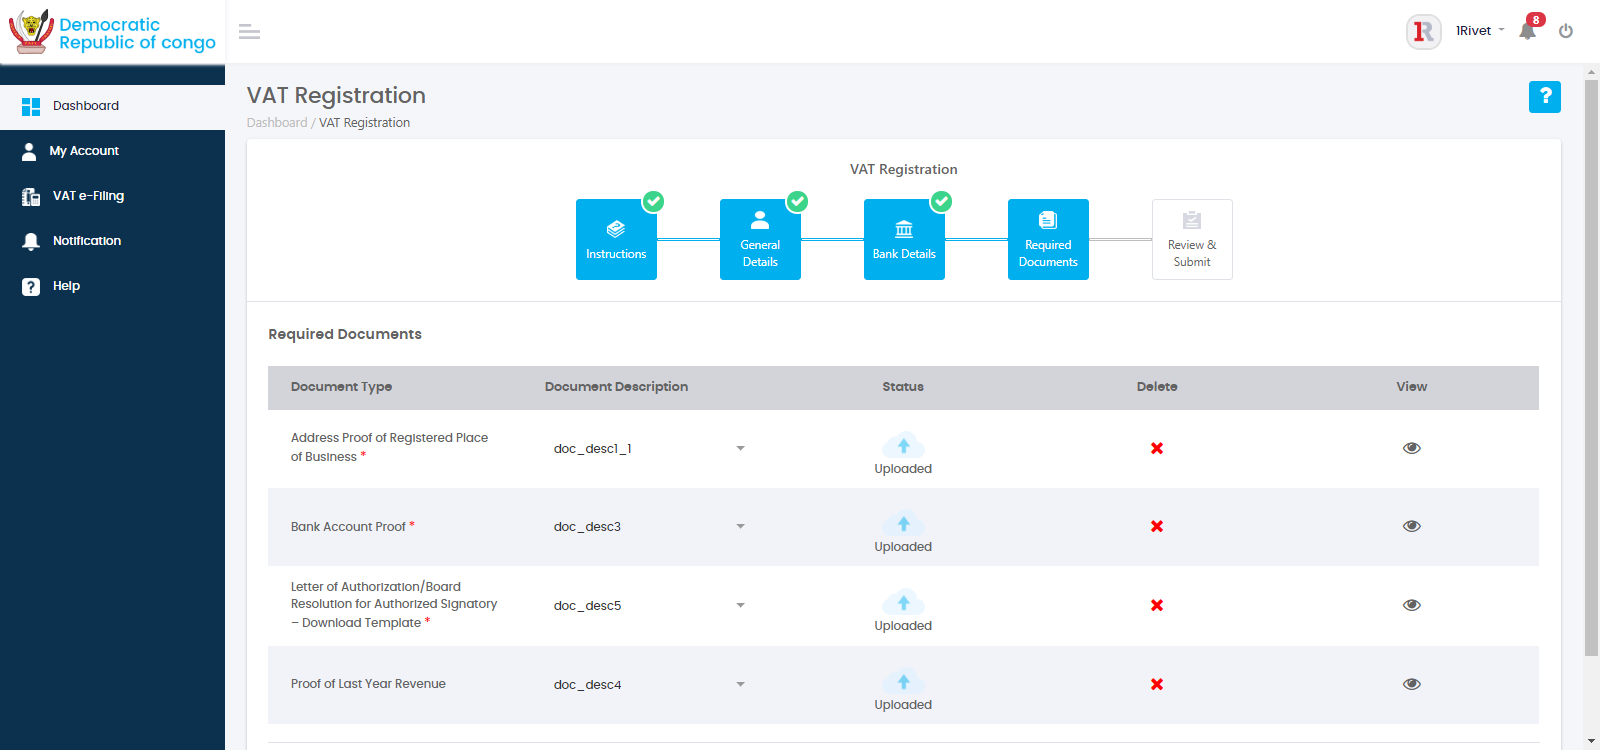 Democratic
Republic of congo
1Rivet
8
Dashboard
My Account
VAT e-Filing
Notification
Help
VAT Registration
Dashboard / VAT Registration
?
VAT Registration
Instructions
General
Details
Bank Details
Required
Documents
Review &
Submit
Required Documents
Document Type Document Description Status Delete View
Address Proof of Registered Place
of Business *
doc_desc1_1
Uploaded
Bank Account Proof *
doc_desc3
Uploaded
Letter of Authorization/Board
Resolution for Authorized Signatory
– Download Template *
doc_desc5
Uploaded
Proof of Last Year Revenue
doc_desc4
Uploaded